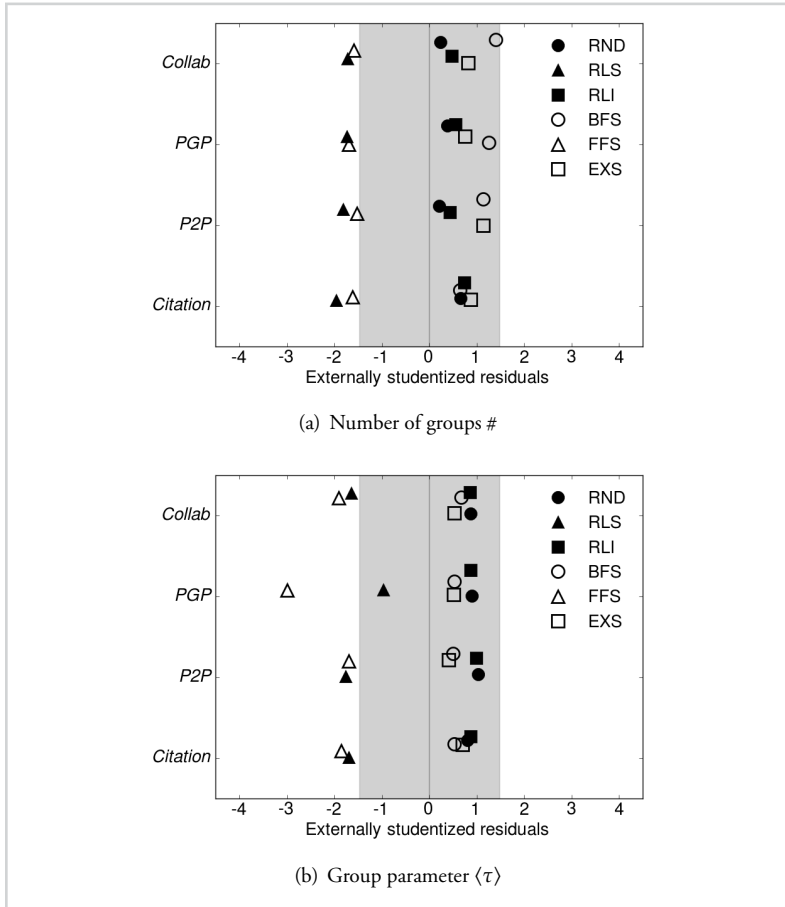 Collab
PGP
P2P
Citation
RND
RLS
RLI
BFS
FFS
EXS
-4 -3 -2 -1 0 1 2 3 4
Externally studentized residuals
(a) Number of groups #
Collab
PGP
P2P
Citation
RND
RLS
RLI
BFS
FFS
EXS
-4 -3 -2 -1 0 1 2 3 4
Externally studentized residuals
(b) Group parameter ⟨τ⟩